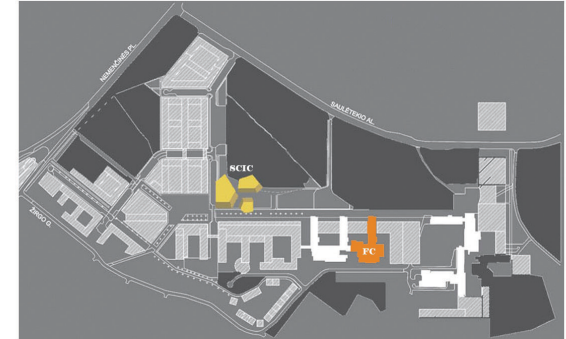 NEMENČINĖS PL.
SAULĖTEKIO AL.
SCIC
ŽIRGO G.
FC